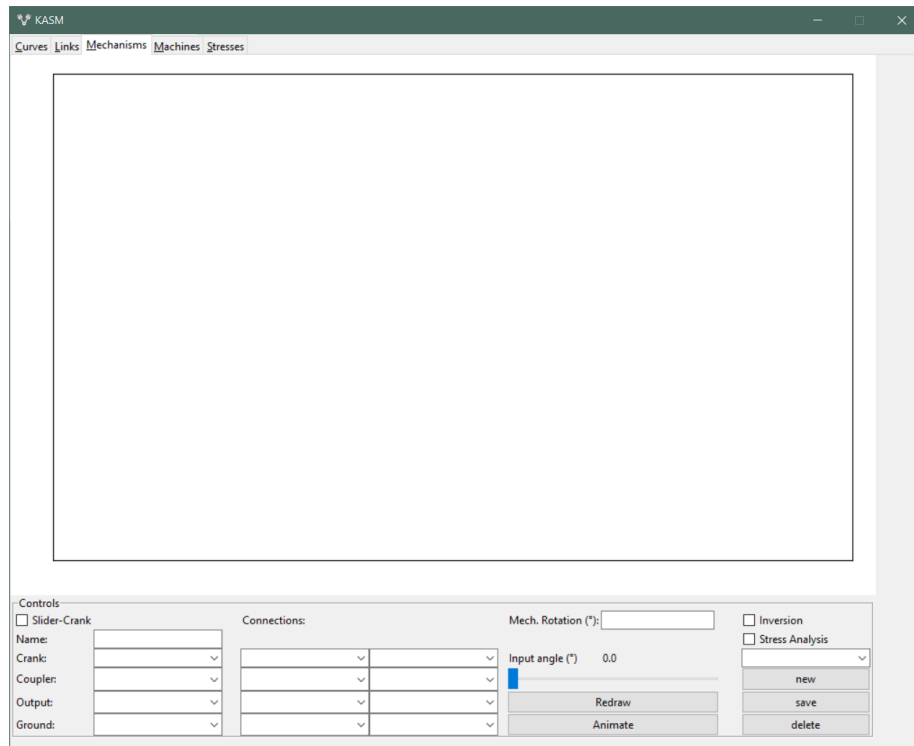 KASM
Curves Links Mechanisms Machines Stresses
Controls
Slider-Crank Connections: Mech. Rotation (°): Inversion
Name: Stress Analysis
Crank: Input angle (°) 0.0
Coupler: new
Output: Redraw save
Ground: Animate delete